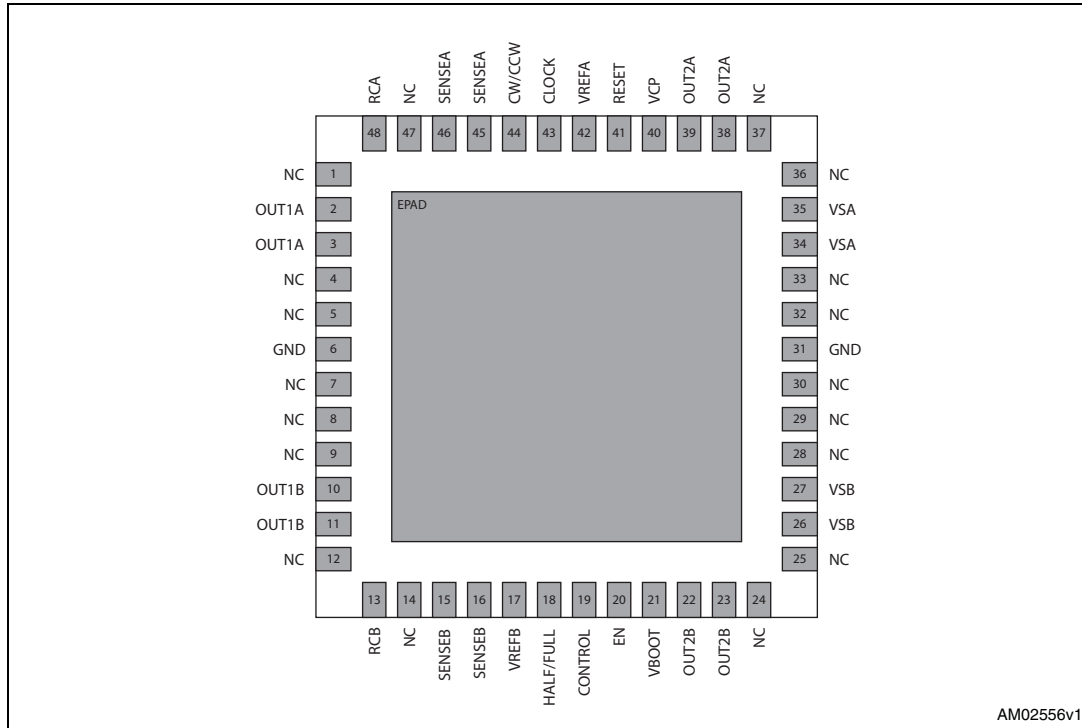 RCA
NC
SENSEA
SENSEA
CW/CCW
CLOCK
VREFA
RESET
VCP
OUT2A
OUT2A
NC
48 47 46 45 44 43 42 41 40 39 38 37
NC 1 36 NC
EPAD
OUT1A 2 35 VSA
OUT1A 3 34 VSA
NC 4 33 NC
NC 5 32 NC
GND 6 31 GND
NC 7 30 NC
NC 8 29 NC
NC 9 28 NC
OUT1B 10 27 VSB
OUT1B 11 26 VSB
NC 12 25 NC
13 14 15 16 17 18 19 20 21 22 23 24
RCB
NC
SENSEB
SENSEB
VREFB
HALF/FULL
CONTROL
EN
VBOOT
OUT2B
OUT2B
NC
AM02556v1